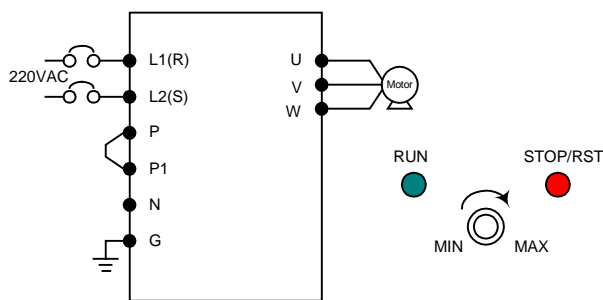 L1(R)
220VAC
L2(S)
P
P1
N
G
U
V
W
Motor
RUN
STOP/RST
MIN
MAX